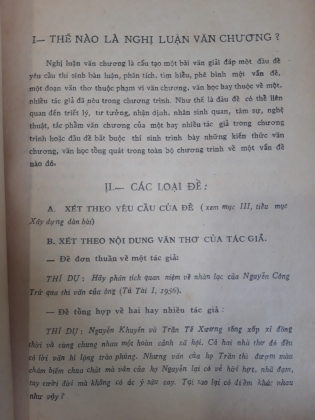 I— THẾ NÀO LÀ NGHỊ LUẬN VĂN CHƯƠNG ?
Nghị luận văn chương là cấu tạo một bài văn giải đáp một đầu đề
yêu cầu thí sinh bàn luận, phân tích, tìm hiểu, phê bình một vấn đề,
một đoạn văn thơ thuộc phạm vi văn chương, văn học hay thuộc về một,
nhiều tác giả đã nêu trong chương trình. Như thế là đầu đề có thể liên
quan đến triết lý, tư tưởng, nhận định, nhân sinh quan, tâm sự, nghệ
thuật, tác phẩm văn chương của một hay nhiều tác giả trong chương
trình hoặc đầu đề bắt buộc thí sinh trình bày những kiến thức văn
chương, văn học tổng quát trong toàn bộ chương trình về một vấn đề
nào đó.
II.— CÁC LOẠI ĐỀ :
A. XÉT THEO YÊU CẦU CỦA ĐỀ (xem mục III, tiểu mục
Xây dựng dàn bài)
B. XÉT THEO NỘI DUNG VĂN THƠ CỦA TÁC GIẢ.
— Đề đơn thuần về một tác giả:
THÍ DỤ : Hãy phân tích quan niệm về nhàn lạc của Nguyễn Công
Trứ qua thi văn của ông (Tú Tài I, 1956).
— Đề tổng hợp về hai hay nhiều tác giả :
THÍ DỤ : Nguyễn Khuyến và Trần Tế Xương sống xấp xỉ đồng
thời và cùng chung nhau một hoàn cảnh xã hội. Cả hai nhà thơ đó đều
có lời văn hí lộng trào phúng. Nhưng văn của họ Trần thì đượm màu
châm biếm chua chát mà văn của họ Nguyễn lại có vẻ hời hợt, nhã đạm,
tay cười đời mà không có ác ý nào cay. Tại sao lại có điểm khác nhau
như vậy ?